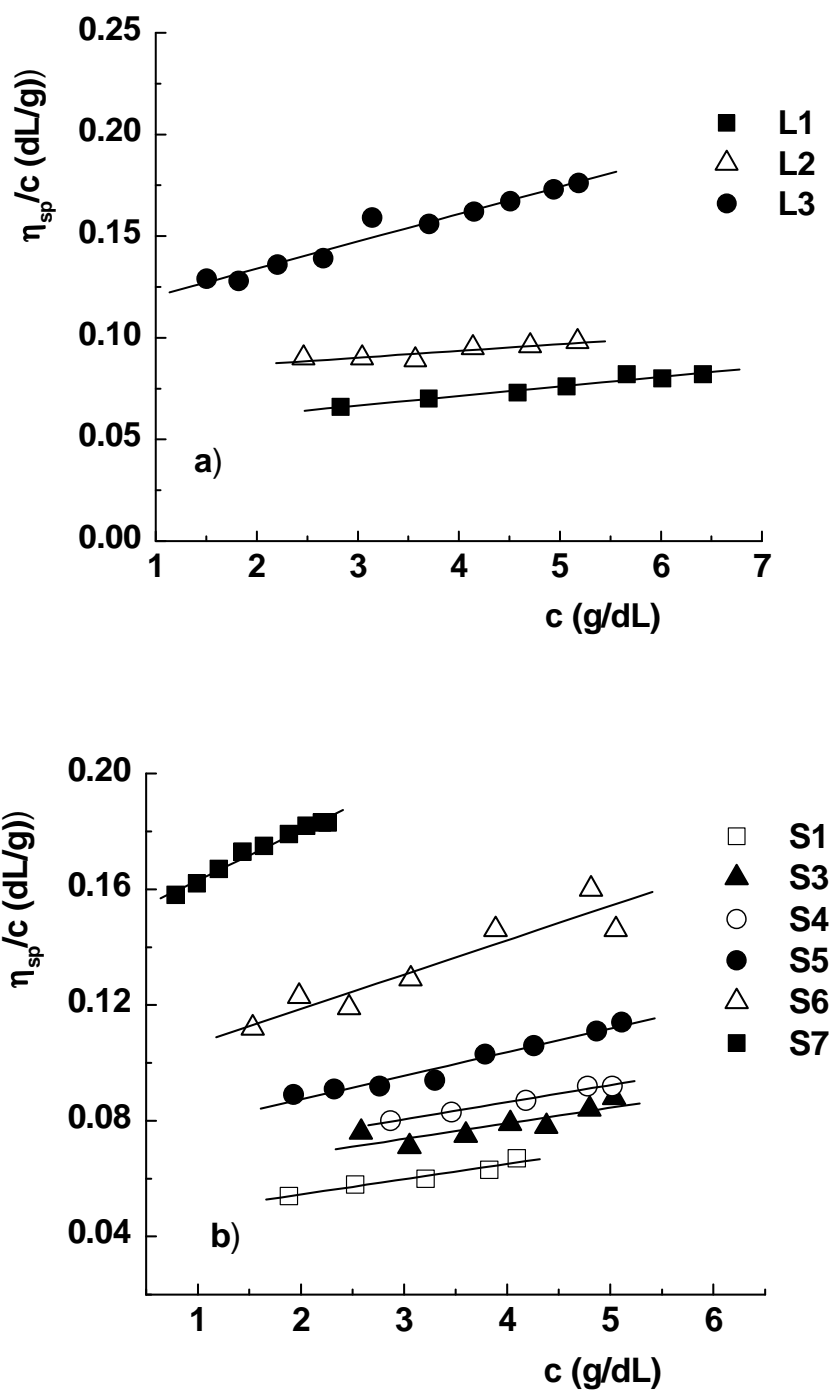 0.25
0.20
0.15
0.10
0.05
0.00
ηsp/c (dL/g))
L1
L2
L3
a)
1 2 3 4 5 6 7
c (g/dL)
0.20
0.16
0.12
0.08
0.04
ηsp/c (dL/g))
S1
S3
S4
S5
S6
S7
b)
1 2 3 4 5 6
c (g/dL)